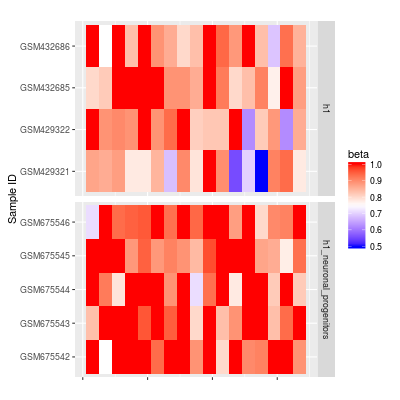 GSM432686
GSM432685
GSM429322
GSM429321
h1
GSM675546
GSM675545
GSM675544
GSM675543
GSM675542
h1_neuronal_progenitors
Sample ID
beta
1.0
0.9
0.8
0.7
0.6
0.5